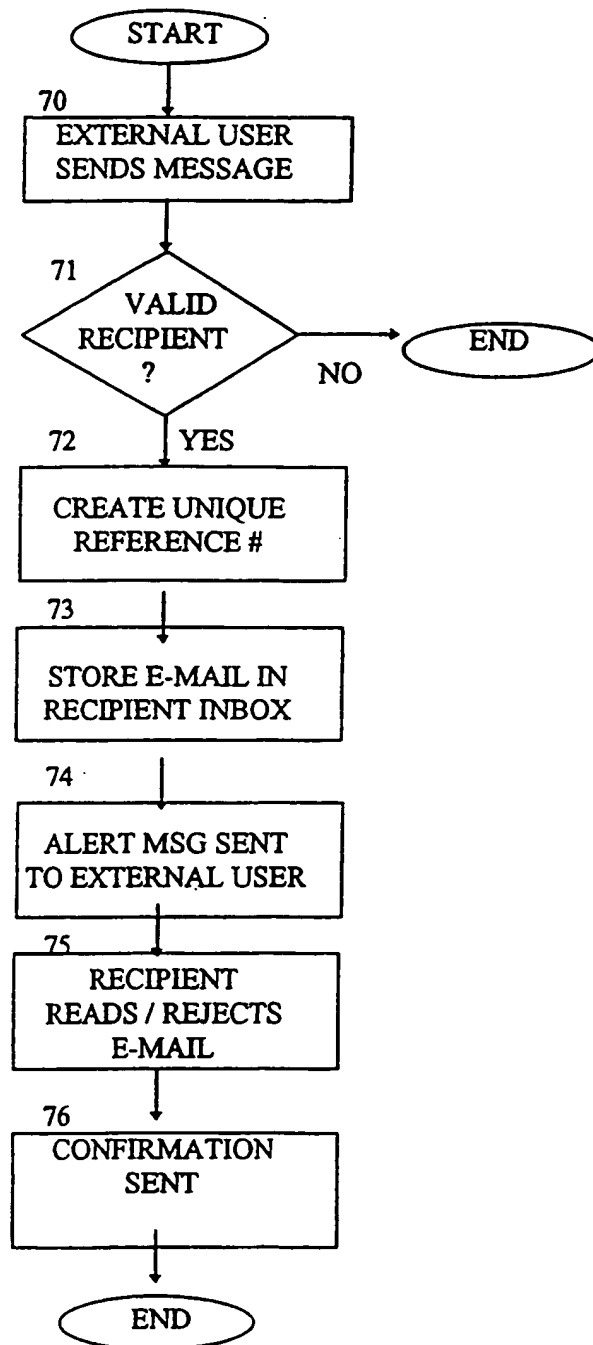 START
70
EXTERNAL USER
SENDS MESSAGE
71
VALID
RECIPIENT
?
NO
END
72
YES
CREATE UNIQUE
REFERENCE #
73
STORE E-MAIL IN
RECIPIENT INBOX
74
ALERT MSG SENT
TO EXTERNAL USER
75
RECIPIENT
READS / REJECTS
E-MAIL
76
CONFIRMATION
SENT
END